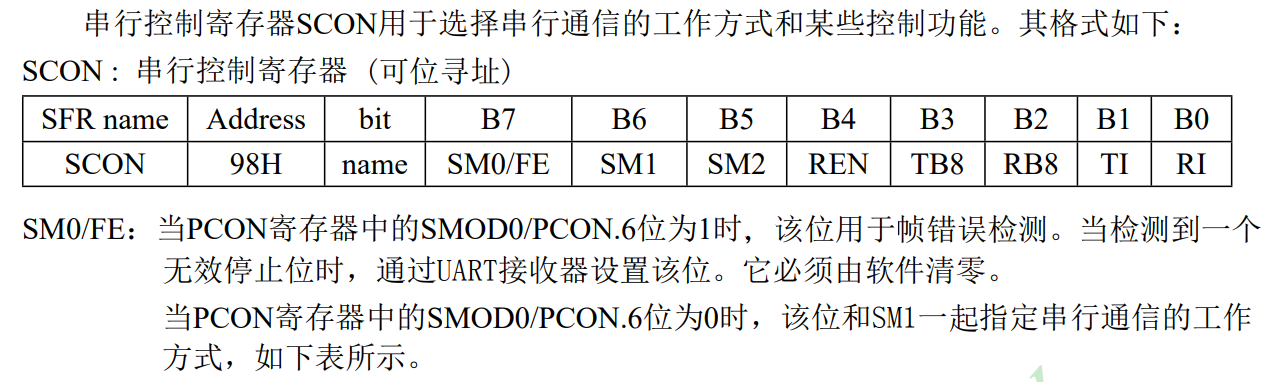 串行控制寄存器SCON用于选择串行通信的工作方式和某些控制功能。其格式如下：
SCON : 串行控制寄存器 (可位寻址)
SFR name Address bit B7 B6 B5 B4 B3 B2 B1 B0
SCON 98H name SM0/FE SM1 SM2 REN TB8 RB8 TI RI
SM0/FE：当PCON寄存器中的SMOD0/PCON.6位为1时，该位用于帧错误检测。当检测到一个
无效停止位时，通过UART接收器设置该位。它必须由软件清零。
当PCON寄存器中的SMOD0/PCON.6位为0时，该位和SM1一起指定串行通信的工作
方式，如下表所示。